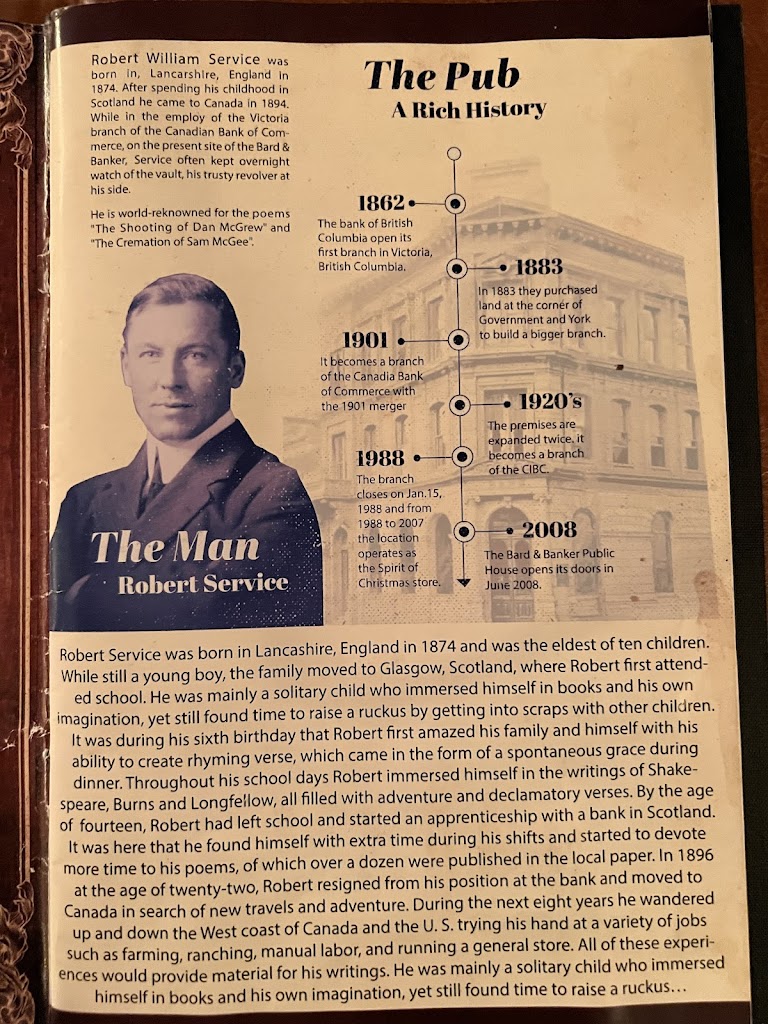 Robert William Service was
born in, Lancarshire, England in
1874. After spending his childhood in
Scotland he came to Canada in 1894.
While in the employ of the Victoria
branch of the Canadian Bank of Com-
merce, on the present site of the Bard &
Banker, Service often kept overnight
watch of the vault, his trusty revolver at
his side.
He is world-reknowned for the poems
"The Shooting of Dan McGrew" and
"The Cremation of Sam McGee".
The Man
Robert Service
The Pub
A Rich History
1862
The bank of British
Columbia open its
first branch in Victoria,
British Columbia.
1883
In 1883 they purchased
land at the corner of
Government and York
to build a bigger branch.
1901
It becomes a branch
of the Canadia Bank
of Commerce with
the 1901 merger
1920's
The premises are
expanded twice. it
becomes a branch
of the CIBC.
1988
The branch
closes on Jan.15,
1988 and from
1988 to 2007
the location
operates as
the Spirit of
Christmas store.
2008
The Bard & Banker Public
House opens its doors in
June 2008.
Robert Service was born in Lancashire, England in 1874 and was the eldest of ten children.
While still a young boy, the family moved to Glasgow, Scotland, where Robert first attend-
ed school. He was mainly a solitary child who immersed himself in books and his own
imagination, yet still found time to raise a ruckus by getting into scraps with other children.
It was during his sixth birthday that Robert first amazed his family and himself with his
ability to create rhyming verse, which came in the form of a spontaneous grace during
dinner. Throughout his school days Robert immersed himself in the writings of Shake-
speare, Burns and Longfellow, all filled with adventure and declamatory verses. By the age
of fourteen, Robert had left school and started an apprenticeship with a bank in Scotland.
It was here that he found himself with extra time during his shifts and started to devote
more time to his poems, of which over a dozen were published in the local paper. In 1896
at the age of twenty-two, Robert resigned from his position at the bank and moved to
Canada in search of new travels and adventure. During the next eight years he wandered
up and down the West coast of Canada and the U. S. trying his hand at a variety of jobs
such as farming, ranching, manual labor, and running a general store. All of these experi-
ences would provide material for his writings. He was mainly a solitary child who immersed
himself in books and his own imagination, yet still found time to raise a ruckus...